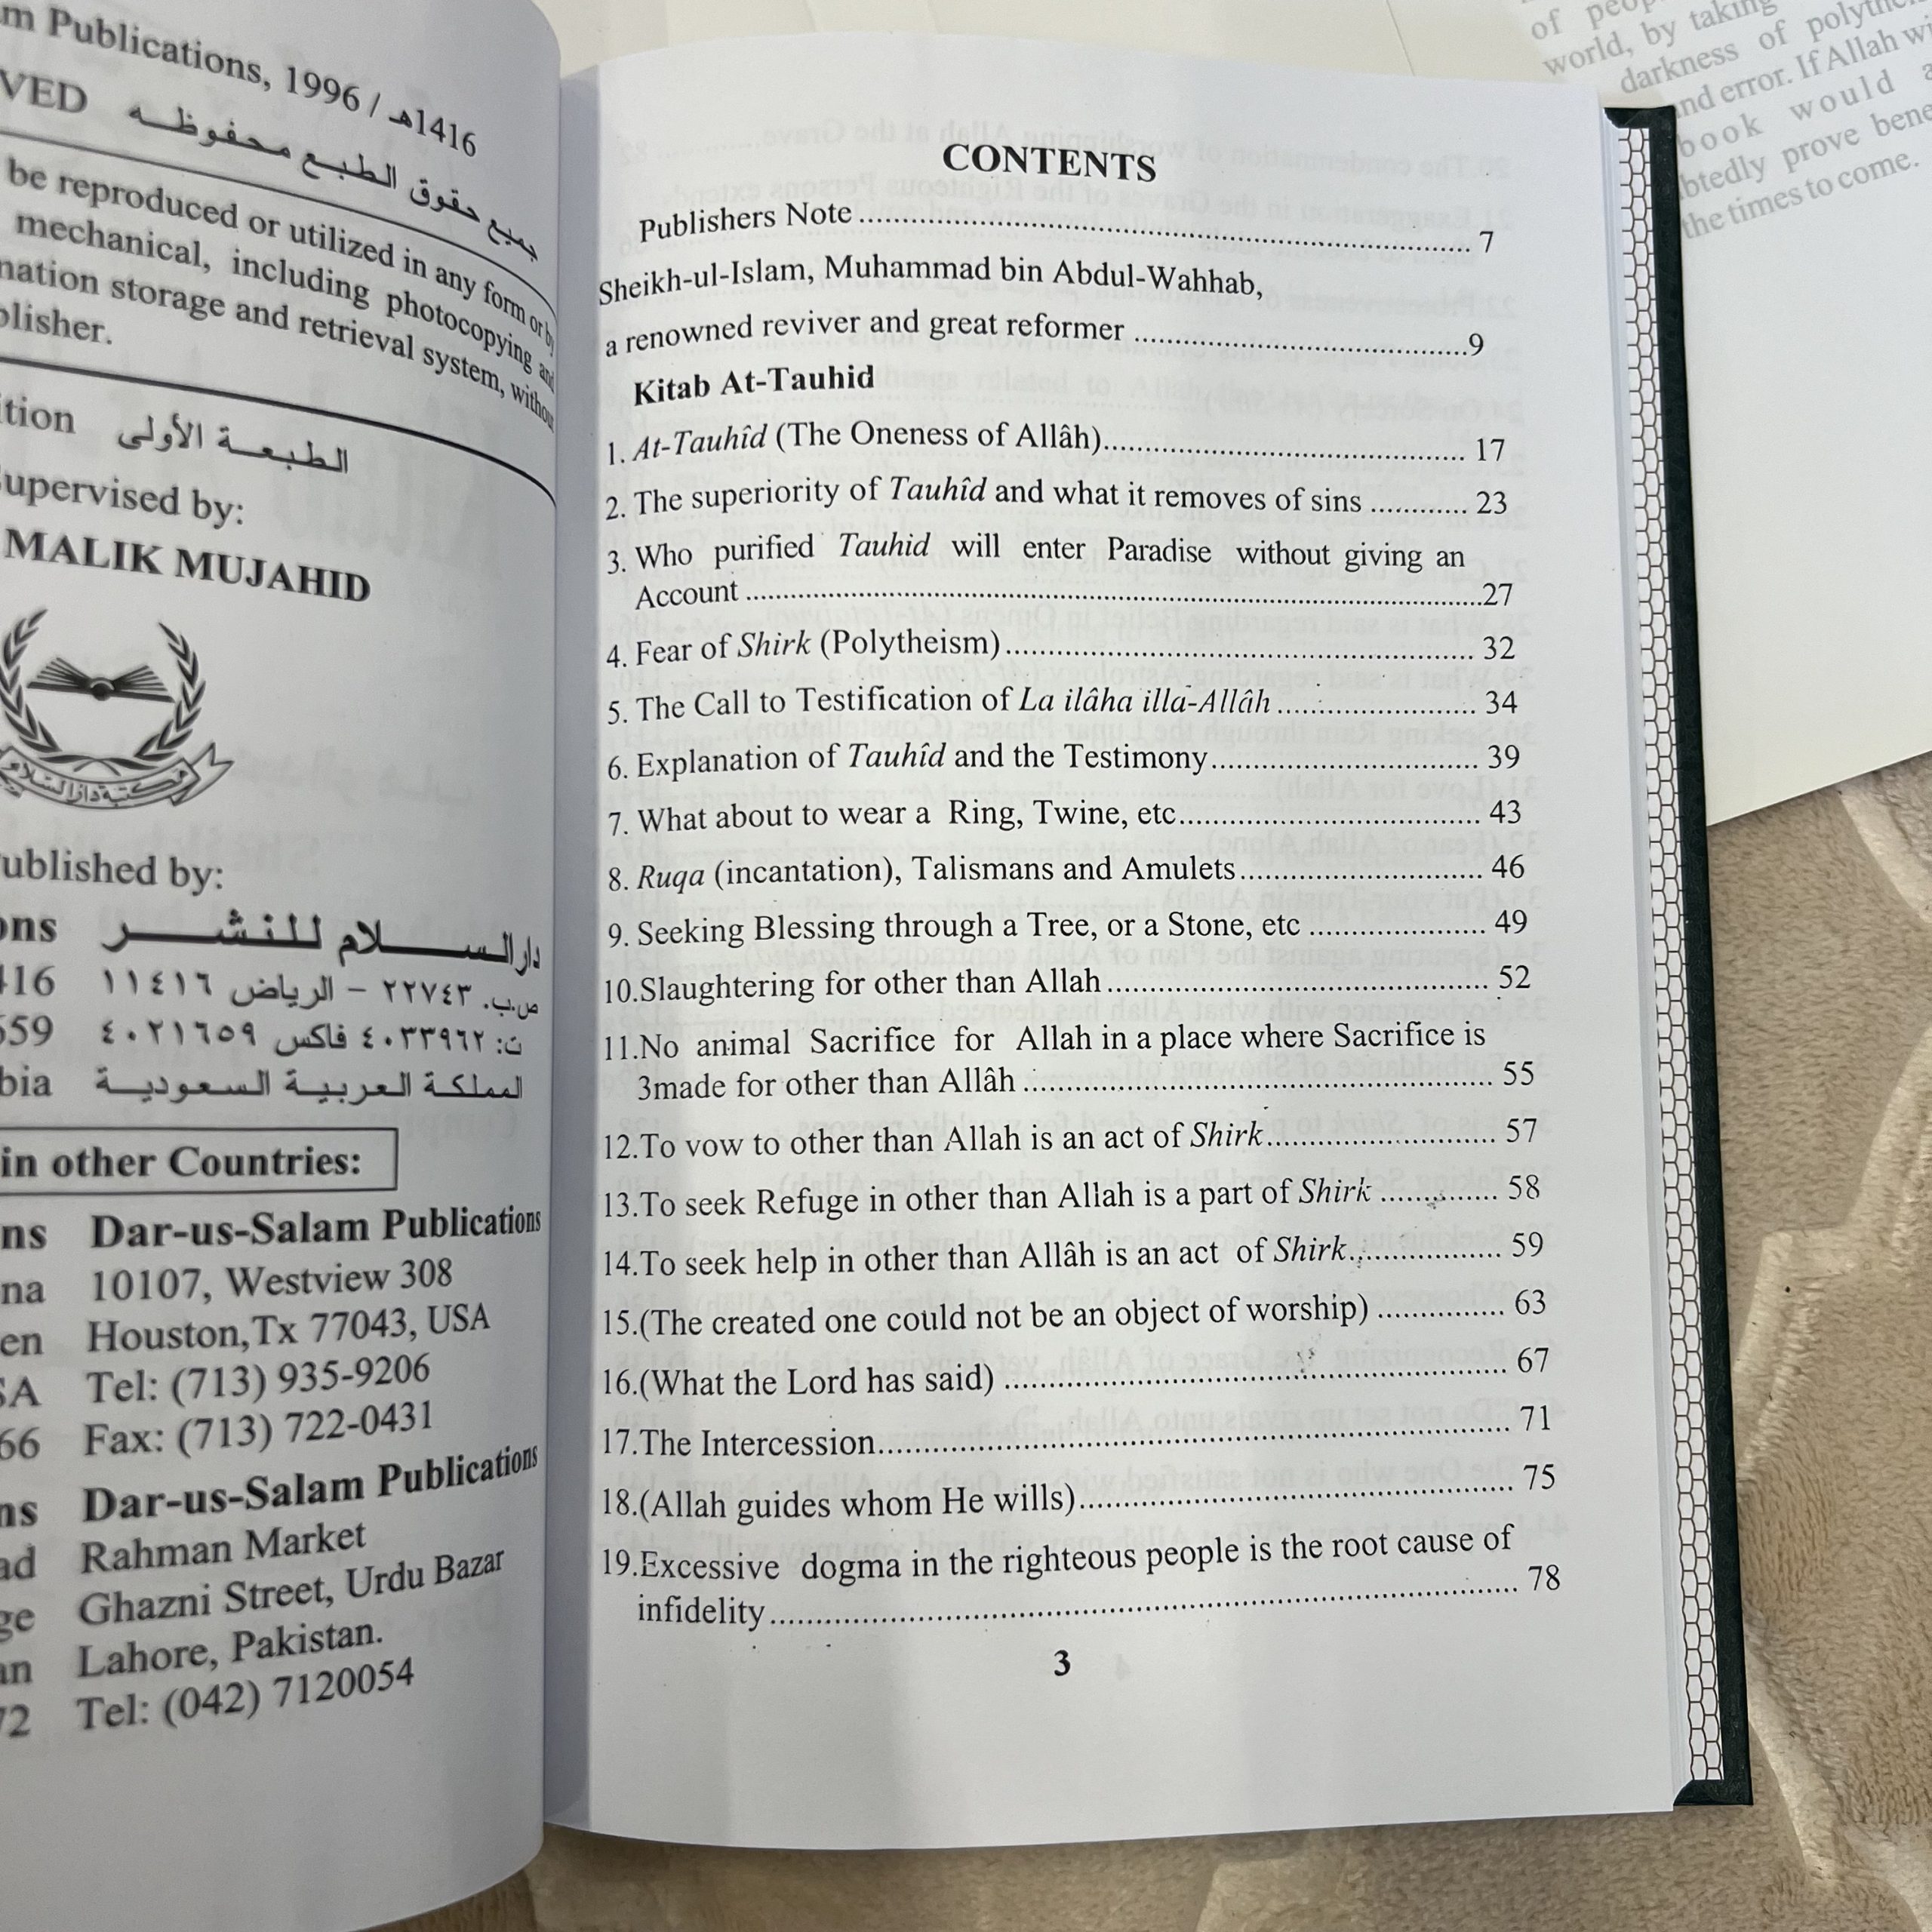 m Publications, 1996 / 1416هـ
VED جميع حقوق الطبع محفوظه
be reproduced or utilized in any form or by
mechanical, including photocopying and
mation storage and retrieval system, without
blisher.
ition الطبعة الأولى
Supervised by:
MALIK MUJAHID
مكتبة دار السلام
ublished by:
ons دار السلام للنشر
416 ص.ب. ٢٢٧٤٣ – الرياض ١١٤١٦
659 ت: ٤٠٣٣٩٦٢ فاكس ٤٠٢١٦٥٩
bia المملكة العربية السعودية
in other Countries:
ns Dar-us-Salam Publications
na 10107, Westview 308
en Houston,Tx 77043, USA
SA Tel: (713) 935-9206
66 Fax: (713) 722-0431
ns Dar-us-Salam Publications
ad Rahman Market
ge Ghazni Street, Urdu Bazar
an Lahore, Pakistan.
72 Tel: (042) 7120054
CONTENTS
Publishers Note ........ 7
Sheikh-ul-Islam, Muhammad bin Abdul-Wahhab,
a renowned reviver and great reformer ........9
Kitab At-Tauhid
1. At-Tauhîd (The Oneness of Allâh)........ 17
2. The superiority of Tauhîd and what it removes of sins ........ 23
3. Who purified Tauhid will enter Paradise without giving an
Account ........27
4. Fear of Shirk (Polytheism)........ 32
5. The Call to Testification of La ilâha illa-Allâh ........ 34
6. Explanation of Tauhîd and the Testimony........ 39
7. What about to wear a Ring, Twine, etc........ 43
8. Ruqa (incantation), Talismans and Amulets........ 46
9. Seeking Blessing through a Tree, or a Stone, etc ........ 49
10.Slaughtering for other than Allah ........ 52
11.No animal Sacrifice for Allah in a place where Sacrifice is
3made for other than Allâh ........ 55
12.To vow to other than Allah is an act of Shirk........ 57
13.To seek Refuge in other than Allah is a part of Shirk ........ 58
14.To seek help in other than Allâh is an act of Shirk........ 59
15.(The created one could not be an object of worship) ........ 63
16.(What the Lord has said) ........ 67
17.The Intercession........ 71
18.(Allah guides whom He wills)........ 75
19.Excessive dogma in the righteous people is the root cause of
infidelity........ 78
3
of
world, by taking
darkness of
and error. If Allah
book would
btedly prove
the times to come.